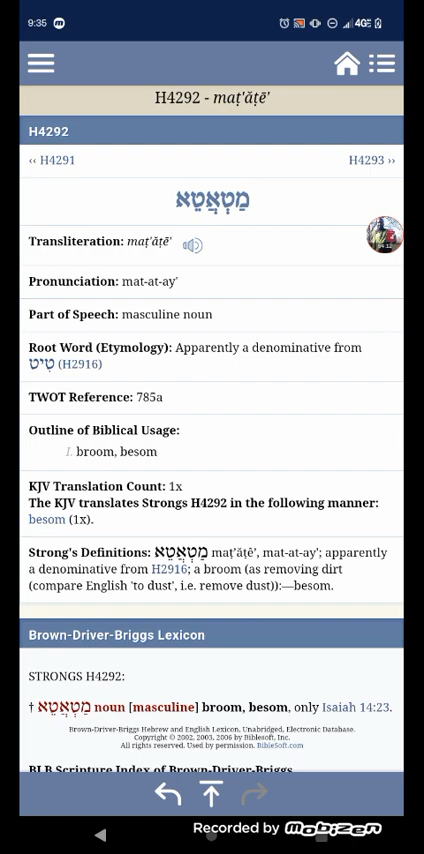 9:35 4G
H4292 - maṭ'ăṭē'
H4292
‹‹ H4291 H4293 ››
מַטְאֲטֵא
Transliteration: maṭ'ăṭē'
Pronunciation: mat-at-ay'
Part of Speech: masculine noun
Root Word (Etymology): Apparently a denominative from
טִיט (H2916)
TWOT Reference: 785a
Outline of Biblical Usage:
I. broom, besom
KJV Translation Count: 1x
The KJV translates Strongs H4292 in the following manner:
besom (1x).
Strong's Definitions: מַטְאֲטֵא maṭʼăṭêʼ, mat-at-ay'; apparently
a denominative from H2916; a broom (as removing dirt
(compare English 'to dust', i.e. remove dust)):—besom.
Brown-Driver-Briggs Lexicon
STRONGS H4292:
† מַטְאֲטֵא noun [masculine] broom, besom, only Isaiah 14:23.
Brown-Driver-Briggs Hebrew and English Lexicon, Unabridged, Electronic Database.
Copyright © 2002, 2003, 2006 by Biblesoft, Inc.
All rights reserved. Used by permission. BibleSoft.com
BLB Scripture Index of Brown-Driver-Briggs
Recorded by Mobizen